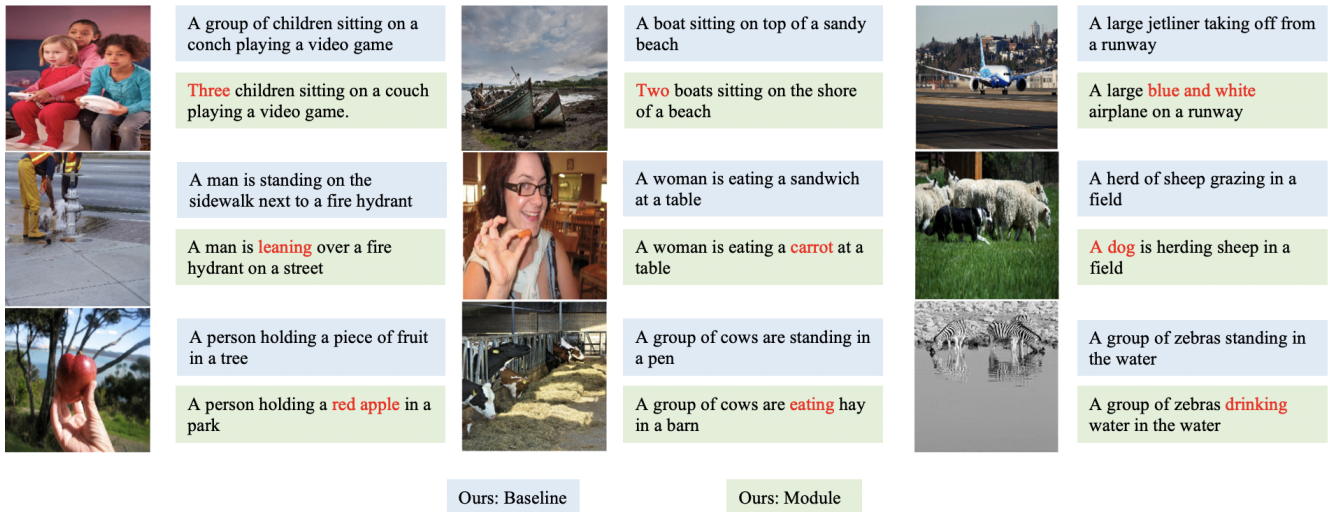 A group of children sitting on a
conch playing a video game
Three children sitting on a couch
playing a video game.
A boat sitting on top of a sandy
beach
Two boats sitting on the shore
of a beach
A large jetliner taking off from
a runway
A large blue and white
airplane on a runway
A man is standing on the
sidewalk next to a fire hydrant
A man is leaning over a fire
hydrant on a street
A woman is eating a sandwich
at a table
A woman is eating a carrot at a
table
A herd of sheep grazing in a
field
A dog is herding sheep in a
field
A person holding a piece of fruit
in a tree
A person holding a red apple in a
park
A group of cows are standing in
a pen
A group of cows are eating hay
in a barn
A group of zebras standing in
the water
A group of zebras drinking
water in the water
Ours: Baseline
Ours: Module